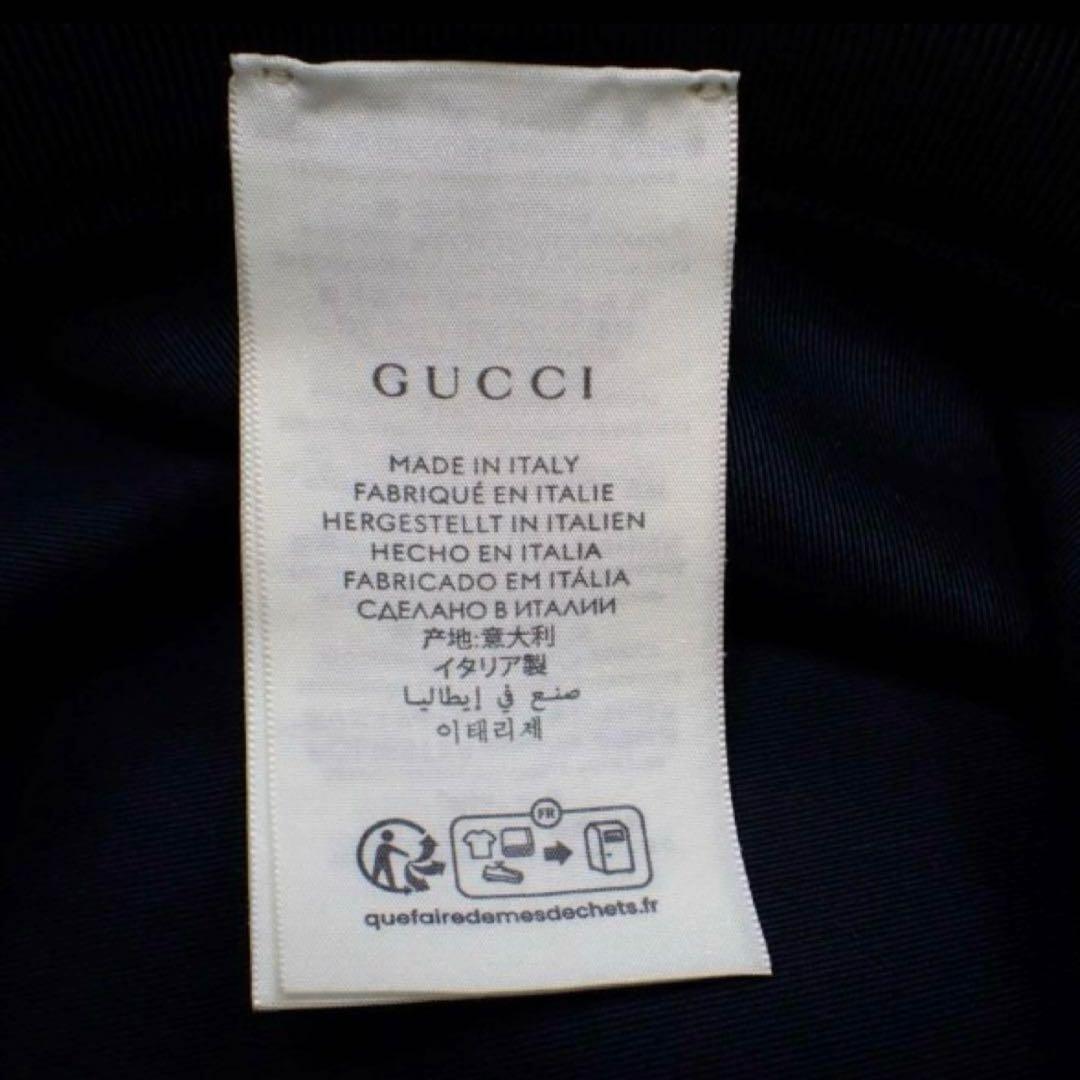 GUCCI
MADE IN ITALY
FABRIQUÉ EN ITALIE
HERGESTELLT IN ITALIEN
HECHO EN ITALIA
FABRICADO EM ITÁLIA
СДЕЛАНО В ИТАЛИИ
产地:意大利
イタリア製
صنع في إيطاليا
이태리제
FR
quefairedemesdechets.fr